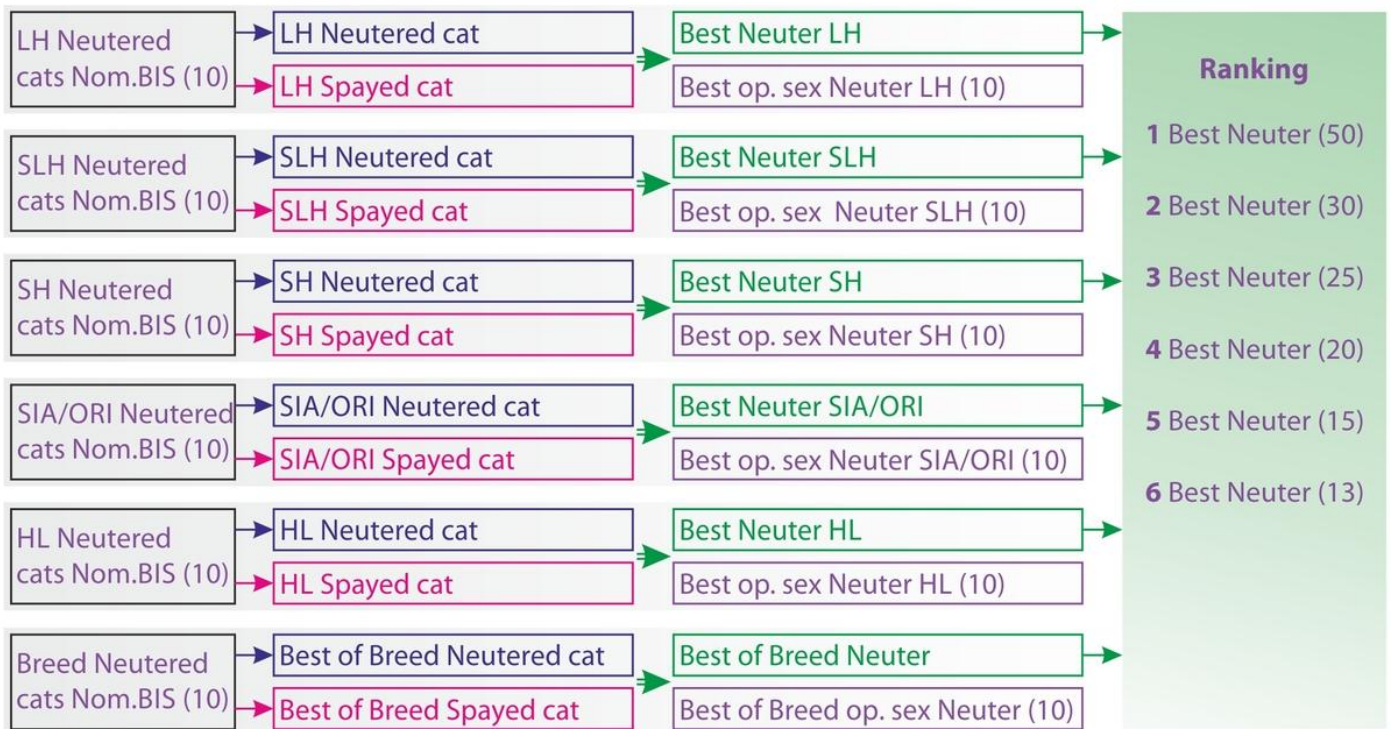 LH Neutered
cats Nom.BIS (10)
LH Neutered cat
LH Spayed cat
Best Neuter LH
Best op. sex Neuter LH (10)
SLH Neutered
cats Nom.BIS (10)
SLH Neutered cat
SLH Spayed cat
Best Neuter SLH
Best op. sex  Neuter SLH (10)
SH Neutered
cats Nom.BIS (10)
SH Neutered cat
SH Spayed cat
Best Neuter SH
Best op. sex Neuter SH (10)
SIA/ORI Neutered
cats Nom.BIS (10)
SIA/ORI Neutered cat
SIA/ORI Spayed cat
Best Neuter SIA/ORI
Best op. sex Neuter SIA/ORI (10)
HL Neutered
cats Nom.BIS (10)
HL Neutered cat
HL Spayed cat
Best Neuter HL
Best op. sex Neuter HL (10)
Breed Neutered
cats Nom.BIS (10)
Best of Breed Neutered cat
Best of Breed Spayed cat
Best of Breed Neuter
Best of Breed op. sex Neuter (10)
Ranking
1 Best Neuter (50)
2 Best Neuter (30)
3 Best Neuter (25)
4 Best Neuter (20)
5 Best Neuter (15)
6 Best Neuter (13)